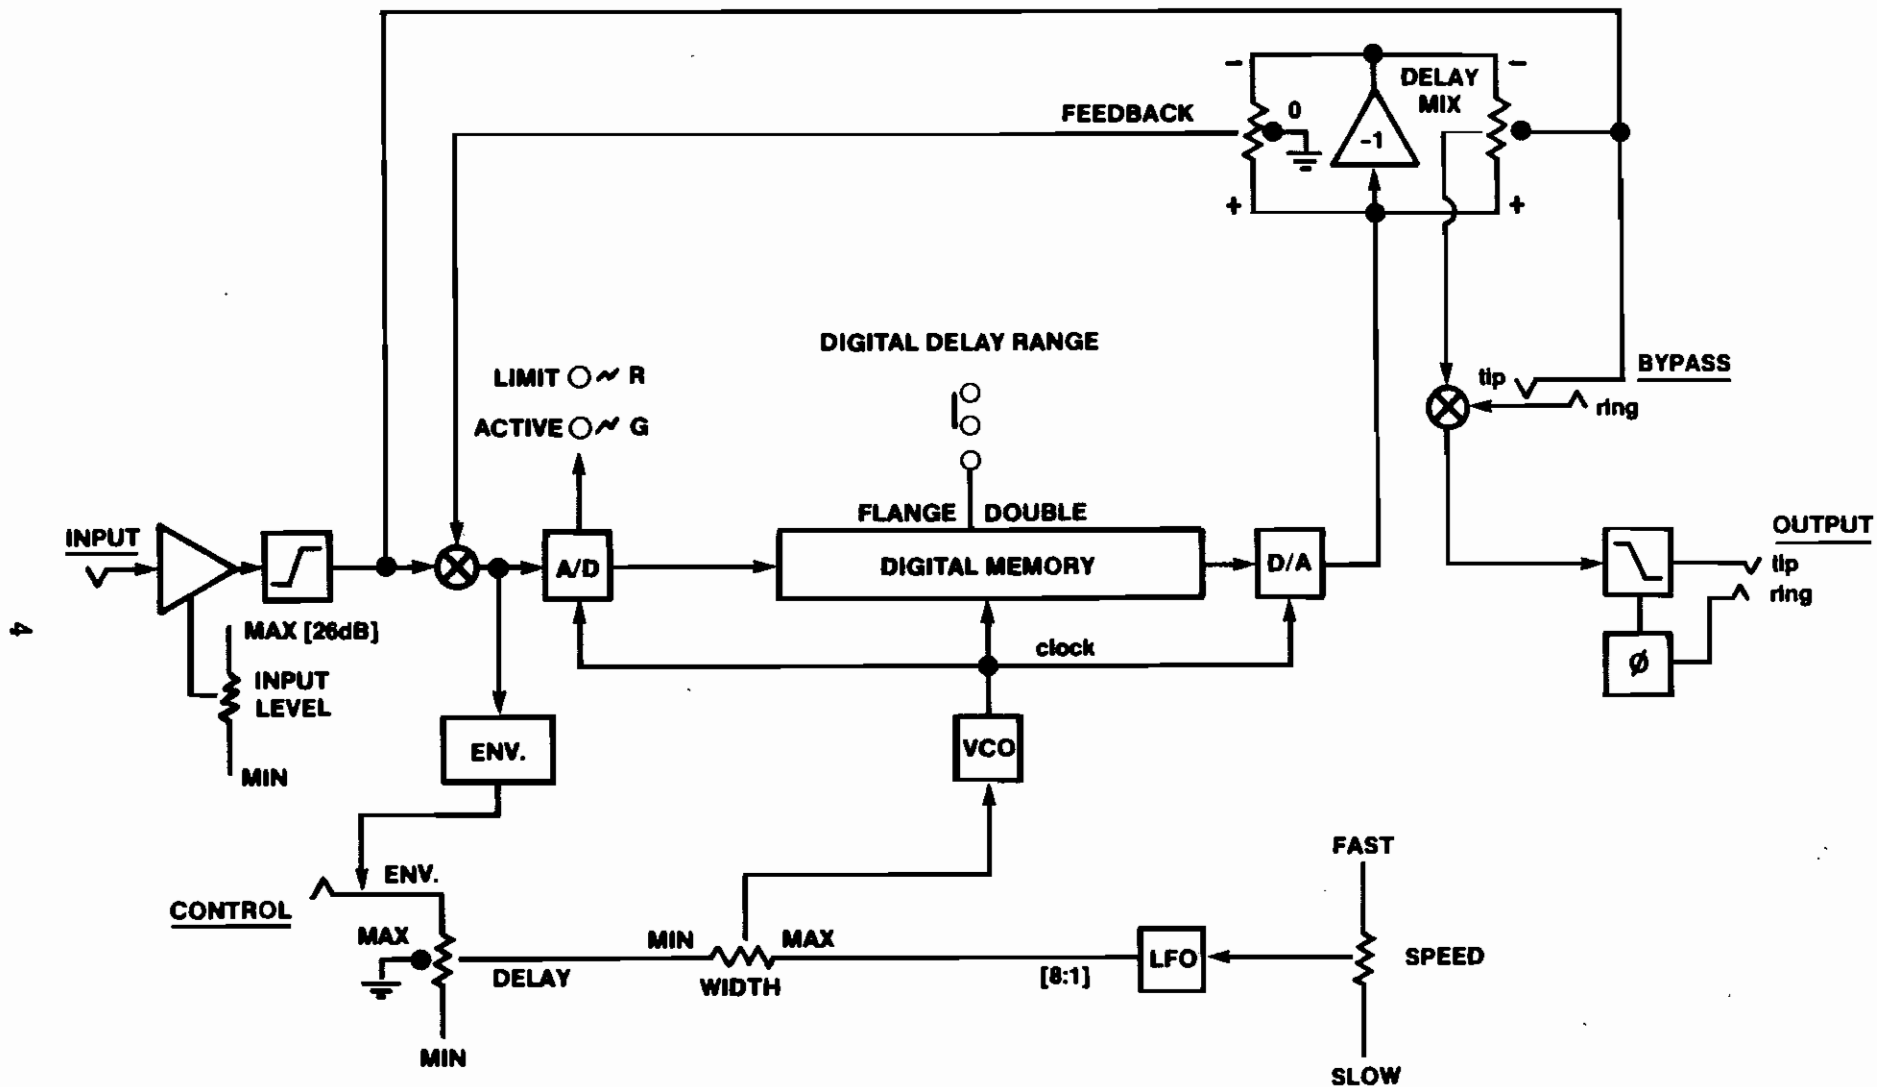 −
DELAY
MIX
−
FEEDBACK
0
-1
+
+
DIGITAL DELAY RANGE
LIMIT R
ACTIVE G
tip
BYPASS
ring
FLANGE DOUBLE
INPUT
OUTPUT
A/D
DIGITAL MEMORY
D/A
tip
ring
4
MAX [26dB]
clock
INPUT
LEVEL
ø
MIN
ENV.
VCO
FAST
ENV.
CONTROL
MAX
MIN
MAX
LFO
SPEED
DELAY
WIDTH
[8:1]
MIN
SLOW